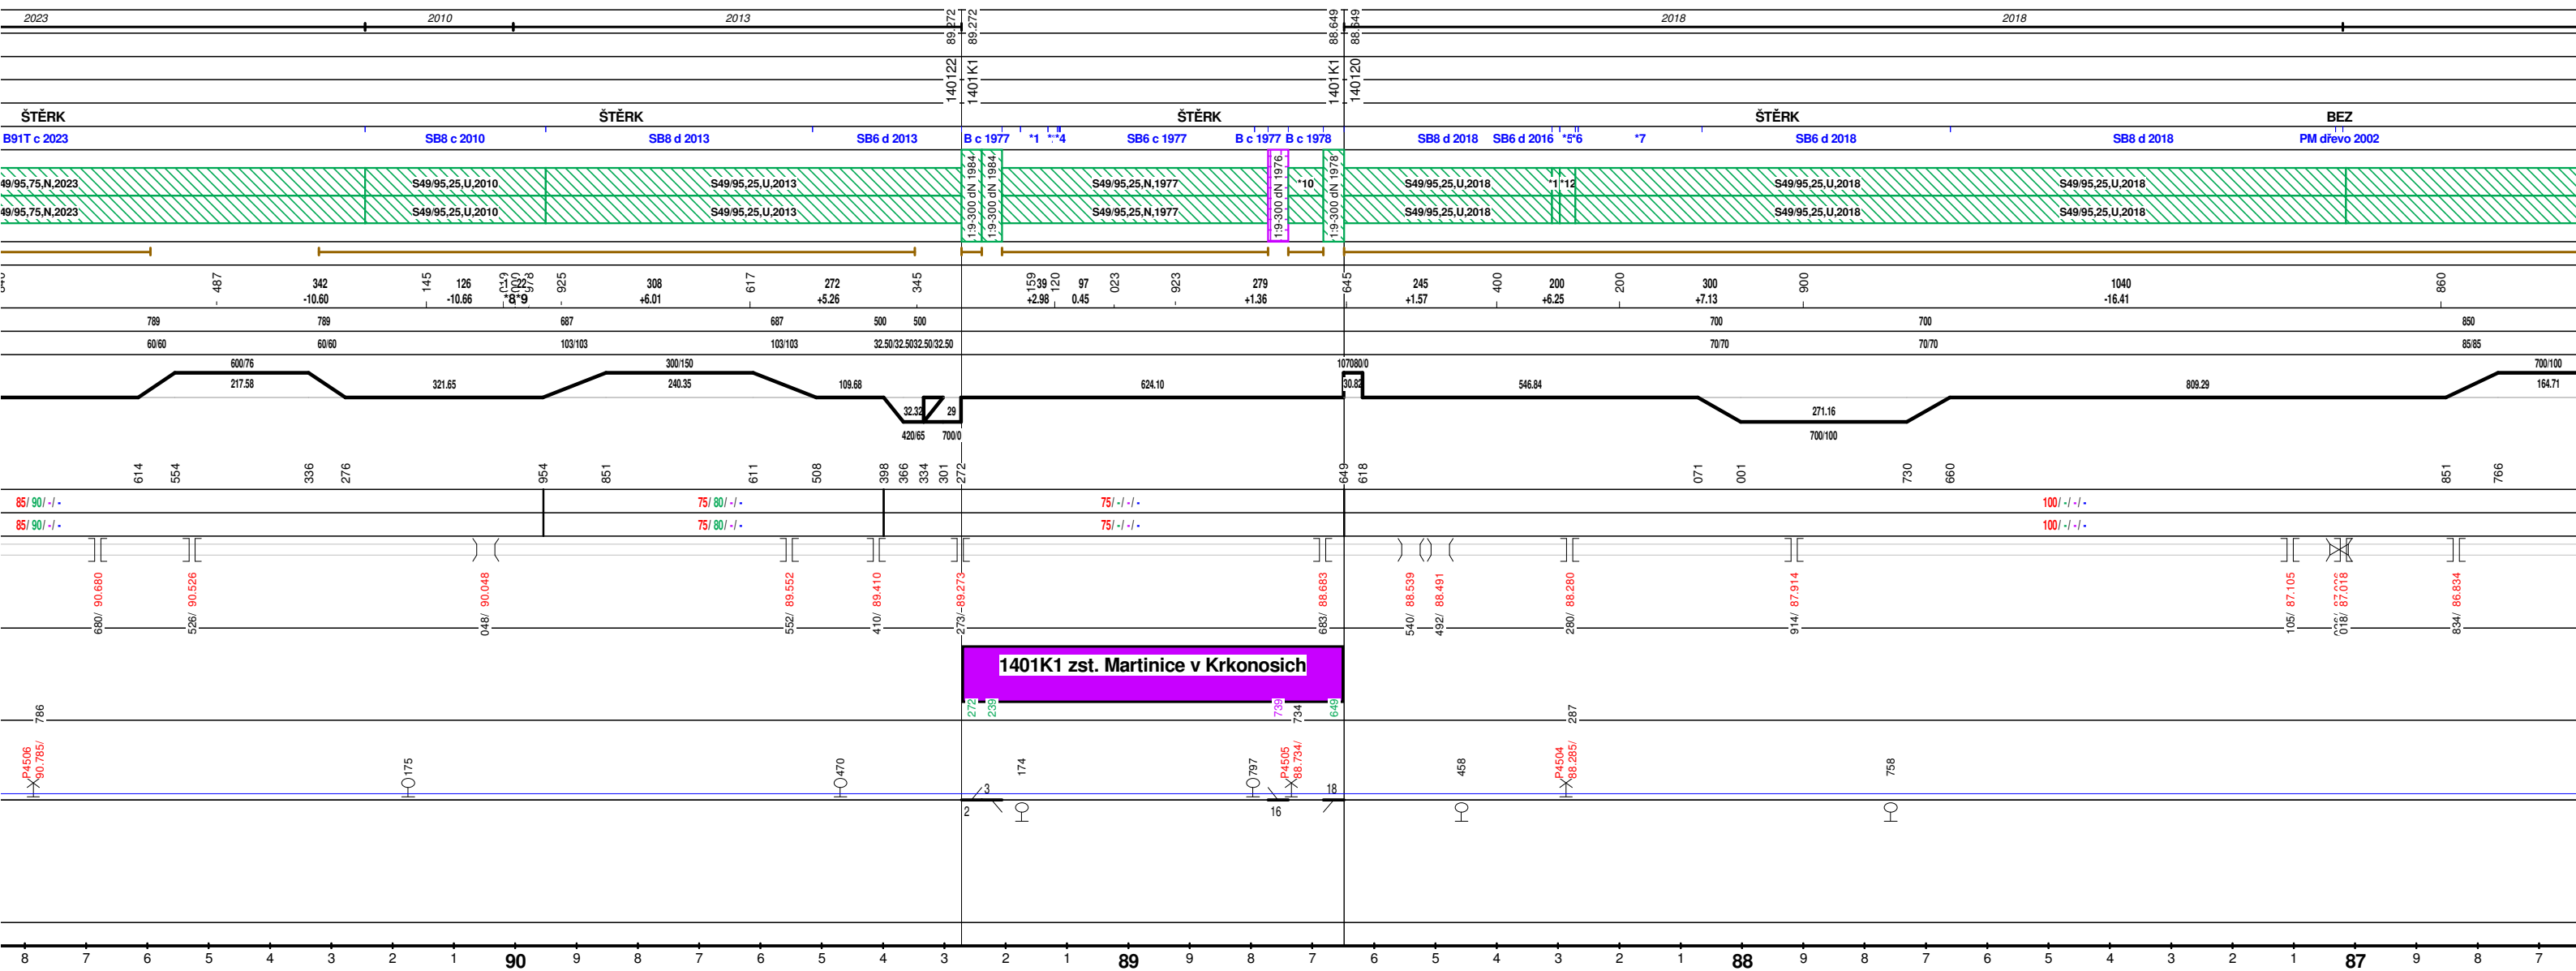 2023 2010 2013 2018 2018
89.272 89.272 88.649 88.649
140122 1401K1 1401K1 140120
ŠTĚRK ŠTĚRK ŠTĚRK ŠTĚRK BEZ
B91T c 2023 SB8 c 2010 SB8 d 2013 SB6 d 2013 B c 1977 *1 *4 SB6 c 1977 B c 1977 B c 1978 SB8 d 2018 SB6 d 2016 *5 *6 *7 SB6 d 2018 SB8 d 2018 PM dřevo 2002
1:9-300 dN 1984 1:9-300 dN 1984 1:9-300 dN 1976 1:9-300 dN 1978
49/95,75,N,2023 S49/95,25,U,2010 S49/95,25,U,2013 S49/95,25,N,1977 *10 S49/95,25,U,2018 *12 S49/95,25,U,2018 S49/95,25,U,2018
49/95,75,N,2023 S49/95,25,U,2010 S49/95,25,U,2013 S49/95,25,N,1977 S49/95,25,U,2018 S49/95,25,U,2018 S49/95,25,U,2018
487 145 978 925 617 345 159 120 023 923 645 400 200 900 860
342 126 22 308 272 39 97 279 245 200 300 1040
-10.60 -10.66 *8 *9 +6.01 +5.26 +2.98 0.45 +1.36 +1.57 +6.25 +7.13 -16.41
789 789 687 687 500 500 700 700 850
60/60 60/60 103/103 103/103 32.50/32.50 32.50/32.50 70/70 70/70 85/85
600/76 300/150 107080/0 700/100
217.58 321.65 240.35 109.68 624.10 30.82 546.84 809.29 164.71
32.32 29 271.16
420/65 700/0 700/100
614 554 336 276 954 851 611 508 398 366 334 301 272 649 618 071 001 730 660 851 766
85/ 90/ -/ - 75/ 80/ -/ - 75/ -/ -/ - 100/ -/ -/ -
85/ 90/ -/ - 75/ 80/ -/ - 75/ -/ -/ - 100/ -/ -/ -
680/ 90.680 526/ 90.526 048/ 90.048 552/ 89.552 410/ 89.410 273/ 89.273 683/ 88.683 540/ 88.539 492/ 88.491 280/ 88.280 914/ 87.914 105/ 87.105 018/ 87.018 834/ 86.834
1401K1 zst. Martinice v Krkonosich
272 239 739 649
786 734 287
P4506 90.785/ 175 470 174 797 P4505 88.734/ 458 P4504 88.285/ 758
3 18
2 16
8 7 6 5 4 3 2 1 90 9 8 7 6 5 4 3 2 1 89 9 8 7 6 5 4 3 2 1 88 9 8 7 6 5 4 3 2 1 87 9 8 7